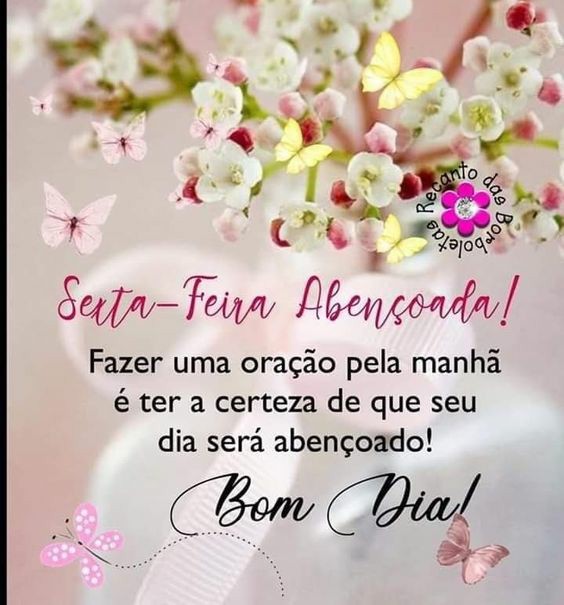 Recanto das Borboletas
Sexta-Feira Abençoada!
Fazer uma oração pela manhã
é ter a certeza de que seu
dia será abençoado!
Bom Dia!